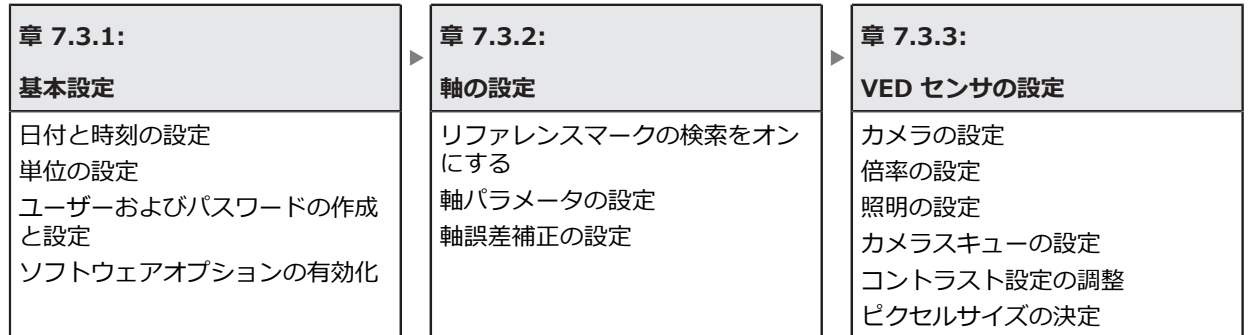 章 7.3.1:
基本設定
日付と時刻の設定
単位の設定
ユーザーおよびパスワードの作成
と設定
ソフトウェアオプションの有効化
章 7.3.2:
軸の設定
リファレンスマークの検索をオン
にする
軸パラメータの設定
軸誤差補正の設定
章 7.3.3:
VED センサの設定
カメラの設定
倍率の設定
照明の設定
カメラスキューの設定
コントラスト設定の調整
ピクセルサイズの決定